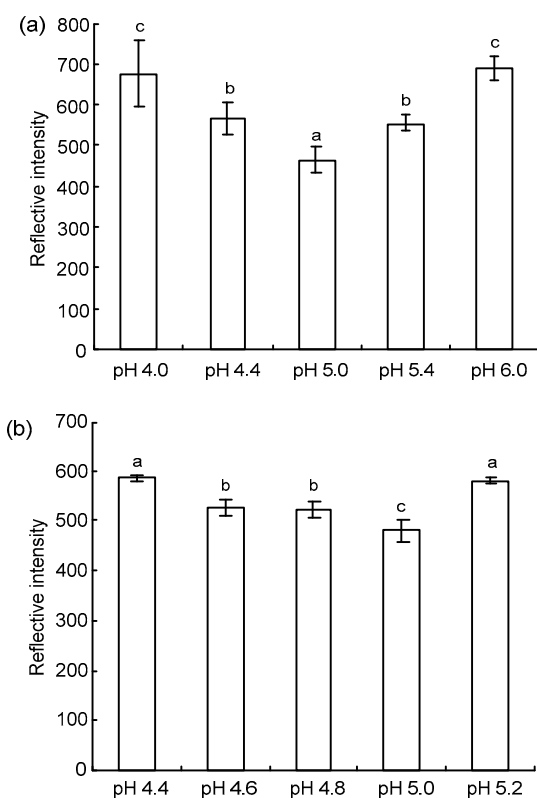 (a)
Reflective intensity
800
700
600
500
400
300
200
100
0
c
b
a
b
c
pH 4.0 pH 4.4 pH 5.0 pH 5.4 pH 6.0
(b)
Reflective intensity
700
600
500
400
300
200
100
0
a
b
b
c
a
pH 4.4 pH 4.6 pH 4.8 pH 5.0 pH 5.2